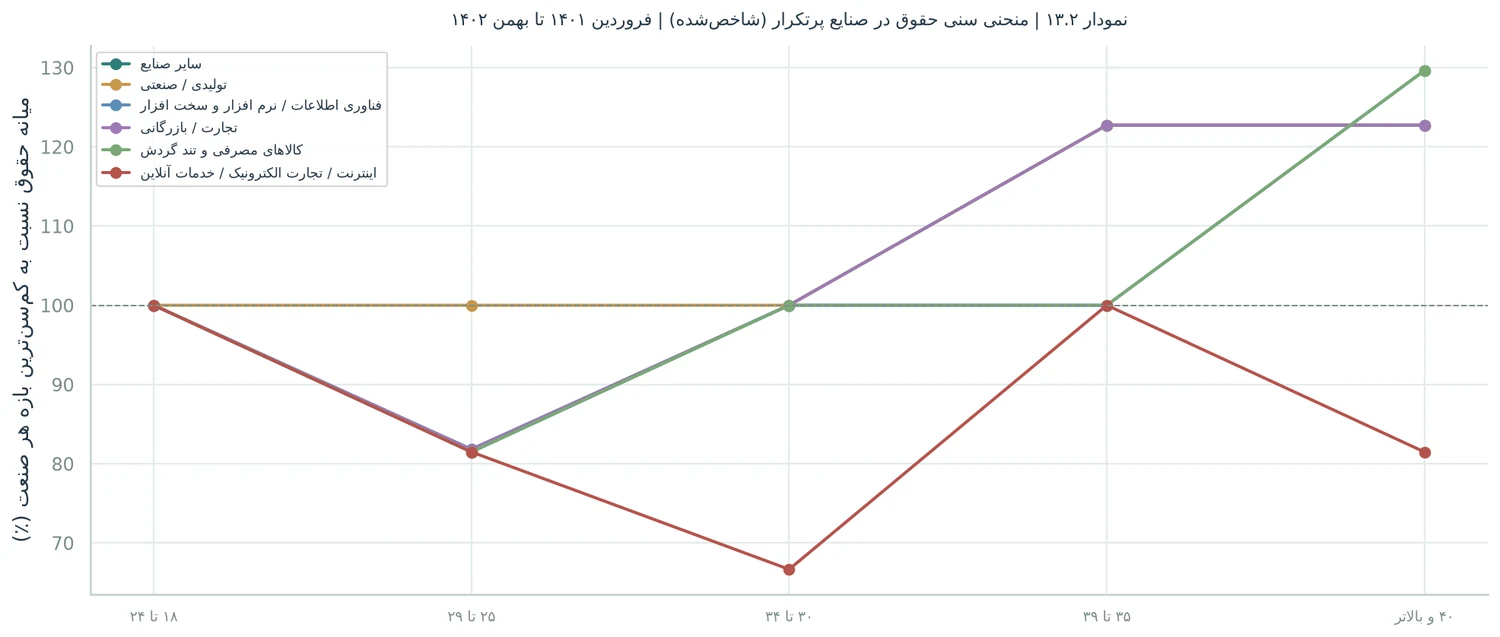 نمودار ۱۳.۲ | منحنی سنی حقوق در صنایع پرتکرار (شاخص‌شده) | فروردین ۱۴۰۱ تا بهمن ۱۴۰۲
سایر صنایع
تولیدی / صنعتی
فناوری اطلاعات / نرم افزار و سخت افزار
تجارت / بازرگانی
کالاهای مصرفی و تند گردش
اینترنت / تجارت الکترونیک / خدمات آنلاین
میانه حقوق نسبت به کم‌سن‌ترین بازه هر صنعت (٪)
130
120
110
100
90
80
70
۱۸ تا ۲۴
۲۵ تا ۲۹
۳۰ تا ۳۴
۳۵ تا ۳۹
۴۰ و بالاتر